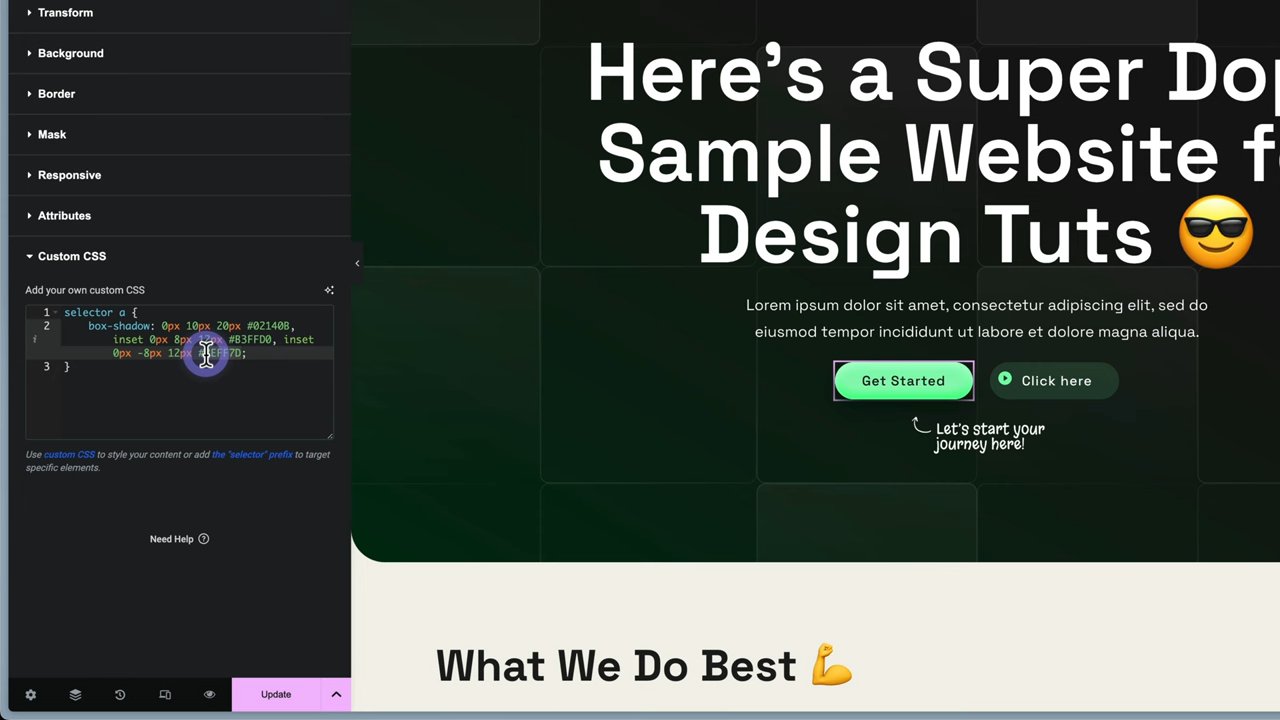 Transform
Background
Border
Mask
Responsive
Attributes
Custom CSS
Add your own custom CSS
1 selector a {
2 box-shadow: 0px 10px 20px #02140B,
i inset 0px 8px 12px #B3FFD0, inset
0px -8px 12px
3 }
Use custom CSS to style your content or add the "selector" prefix to target
specific elements.
Need Help ?
Update
Here's a Super Dop
Sample Website f
Design Tuts 😎
Lorem ipsum dolor sit amet, consectetur adipiscing elit, sed do
eiusmod tempor incididunt ut labore et dolore magna aliqua.
Get Started
Click here
Let's start your
journey here!
What We Do Best 💪